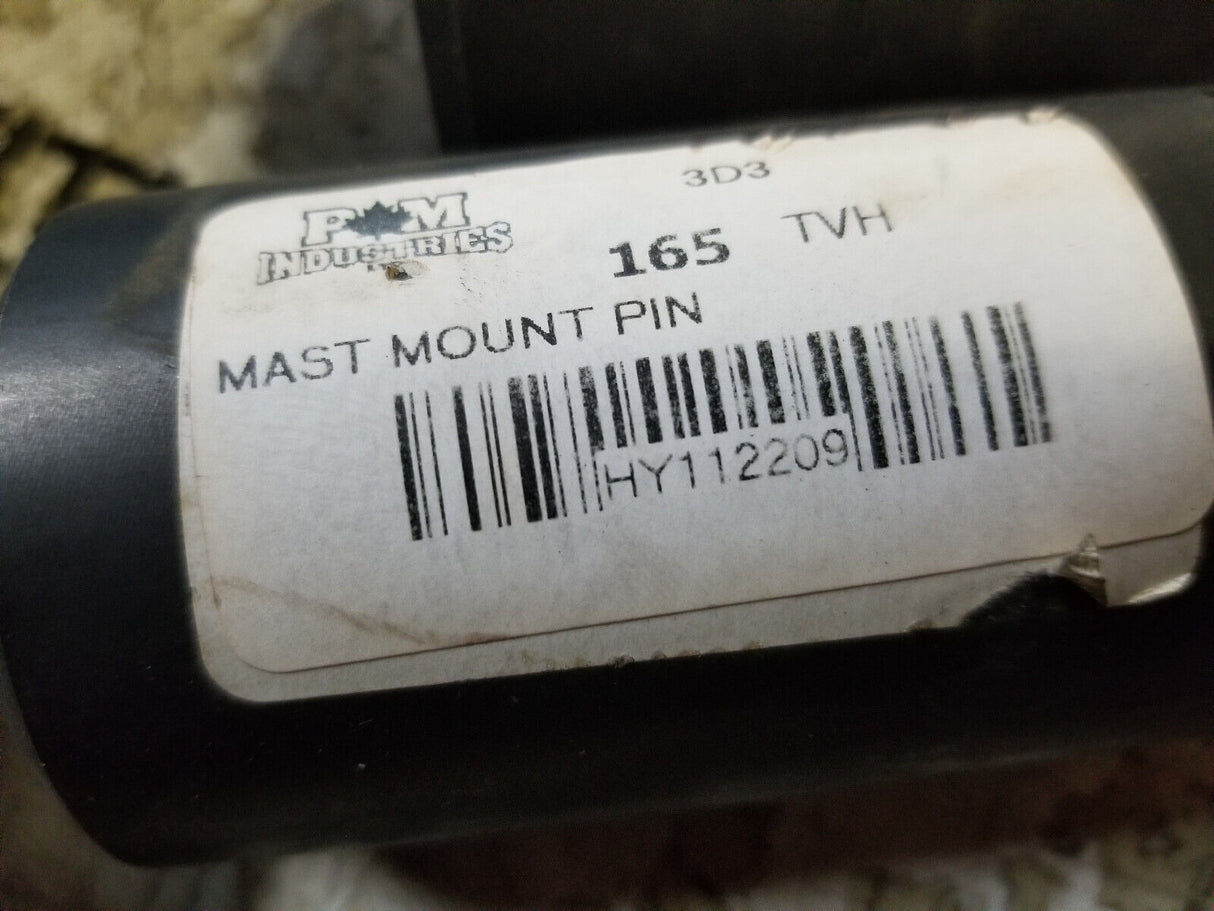 3D3
P M
INDUSTRIES
165 TVH
MAST MOUNT PIN
HY112209